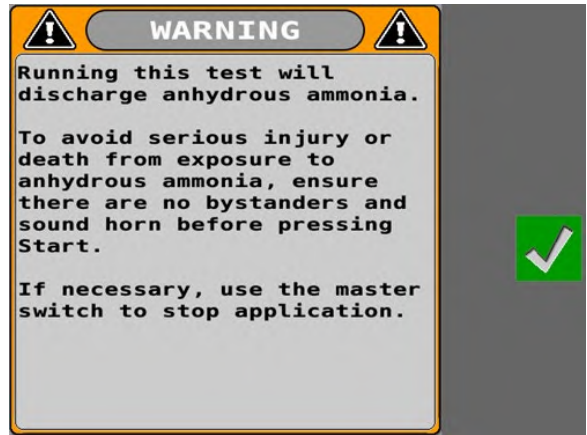 WARNING
Running this test will
discharge anhydrous ammonia.
To avoid serious injury or
death from exposure to
anhydrous ammonia, ensure
there are no bystanders and
sound horn before pressing
Start.
If necessary, use the master
switch to stop application.